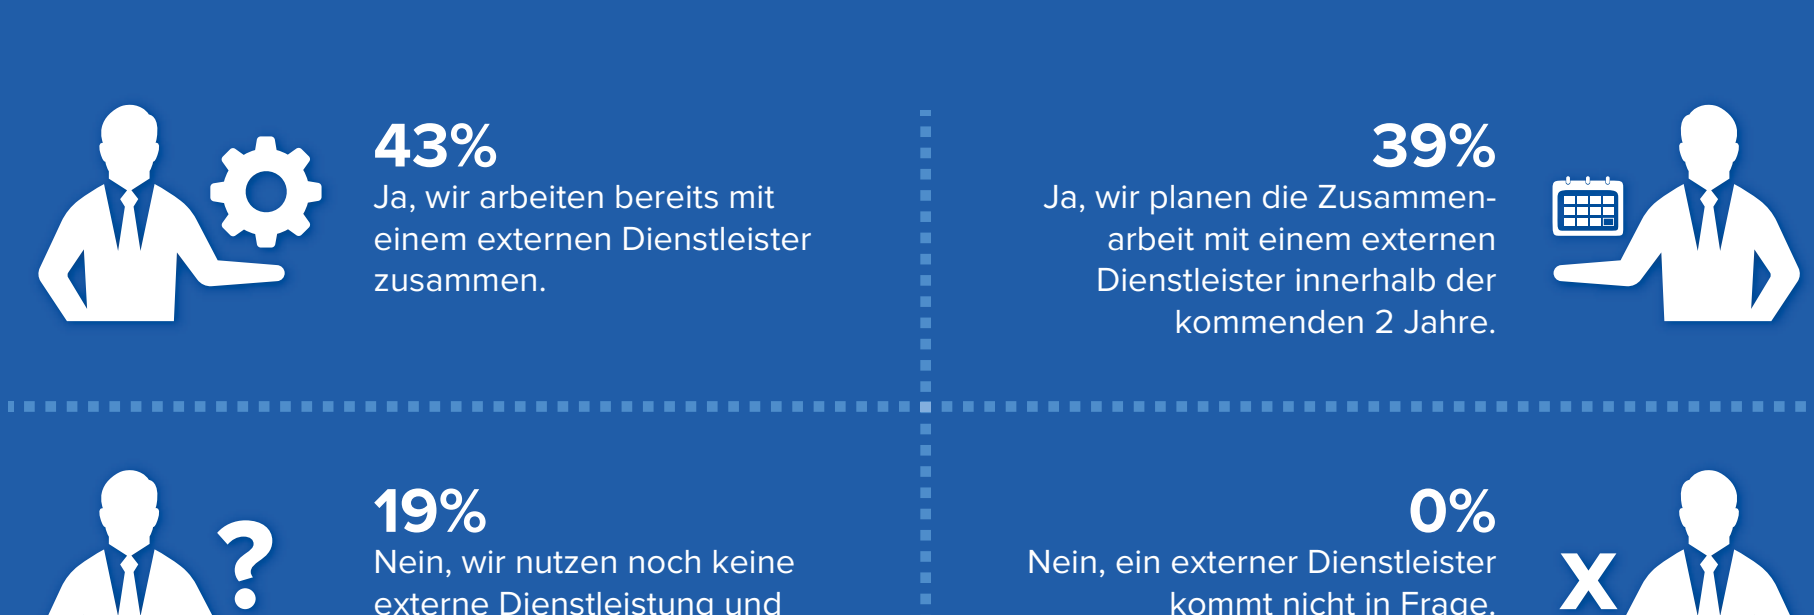 43%
Ja, wir arbeiten bereits mit
einem externen Dienstleister
zusammen.
39%
Ja, wir planen die Zusammen-
arbeit mit einem externen
Dienstleister innerhalb der
kommenden 2 Jahre.
19%
Nein, wir nutzen noch keine
externe Dienstleistung und
0%
Nein, ein externer Dienstleister
kommt nicht in Frage.
x
?